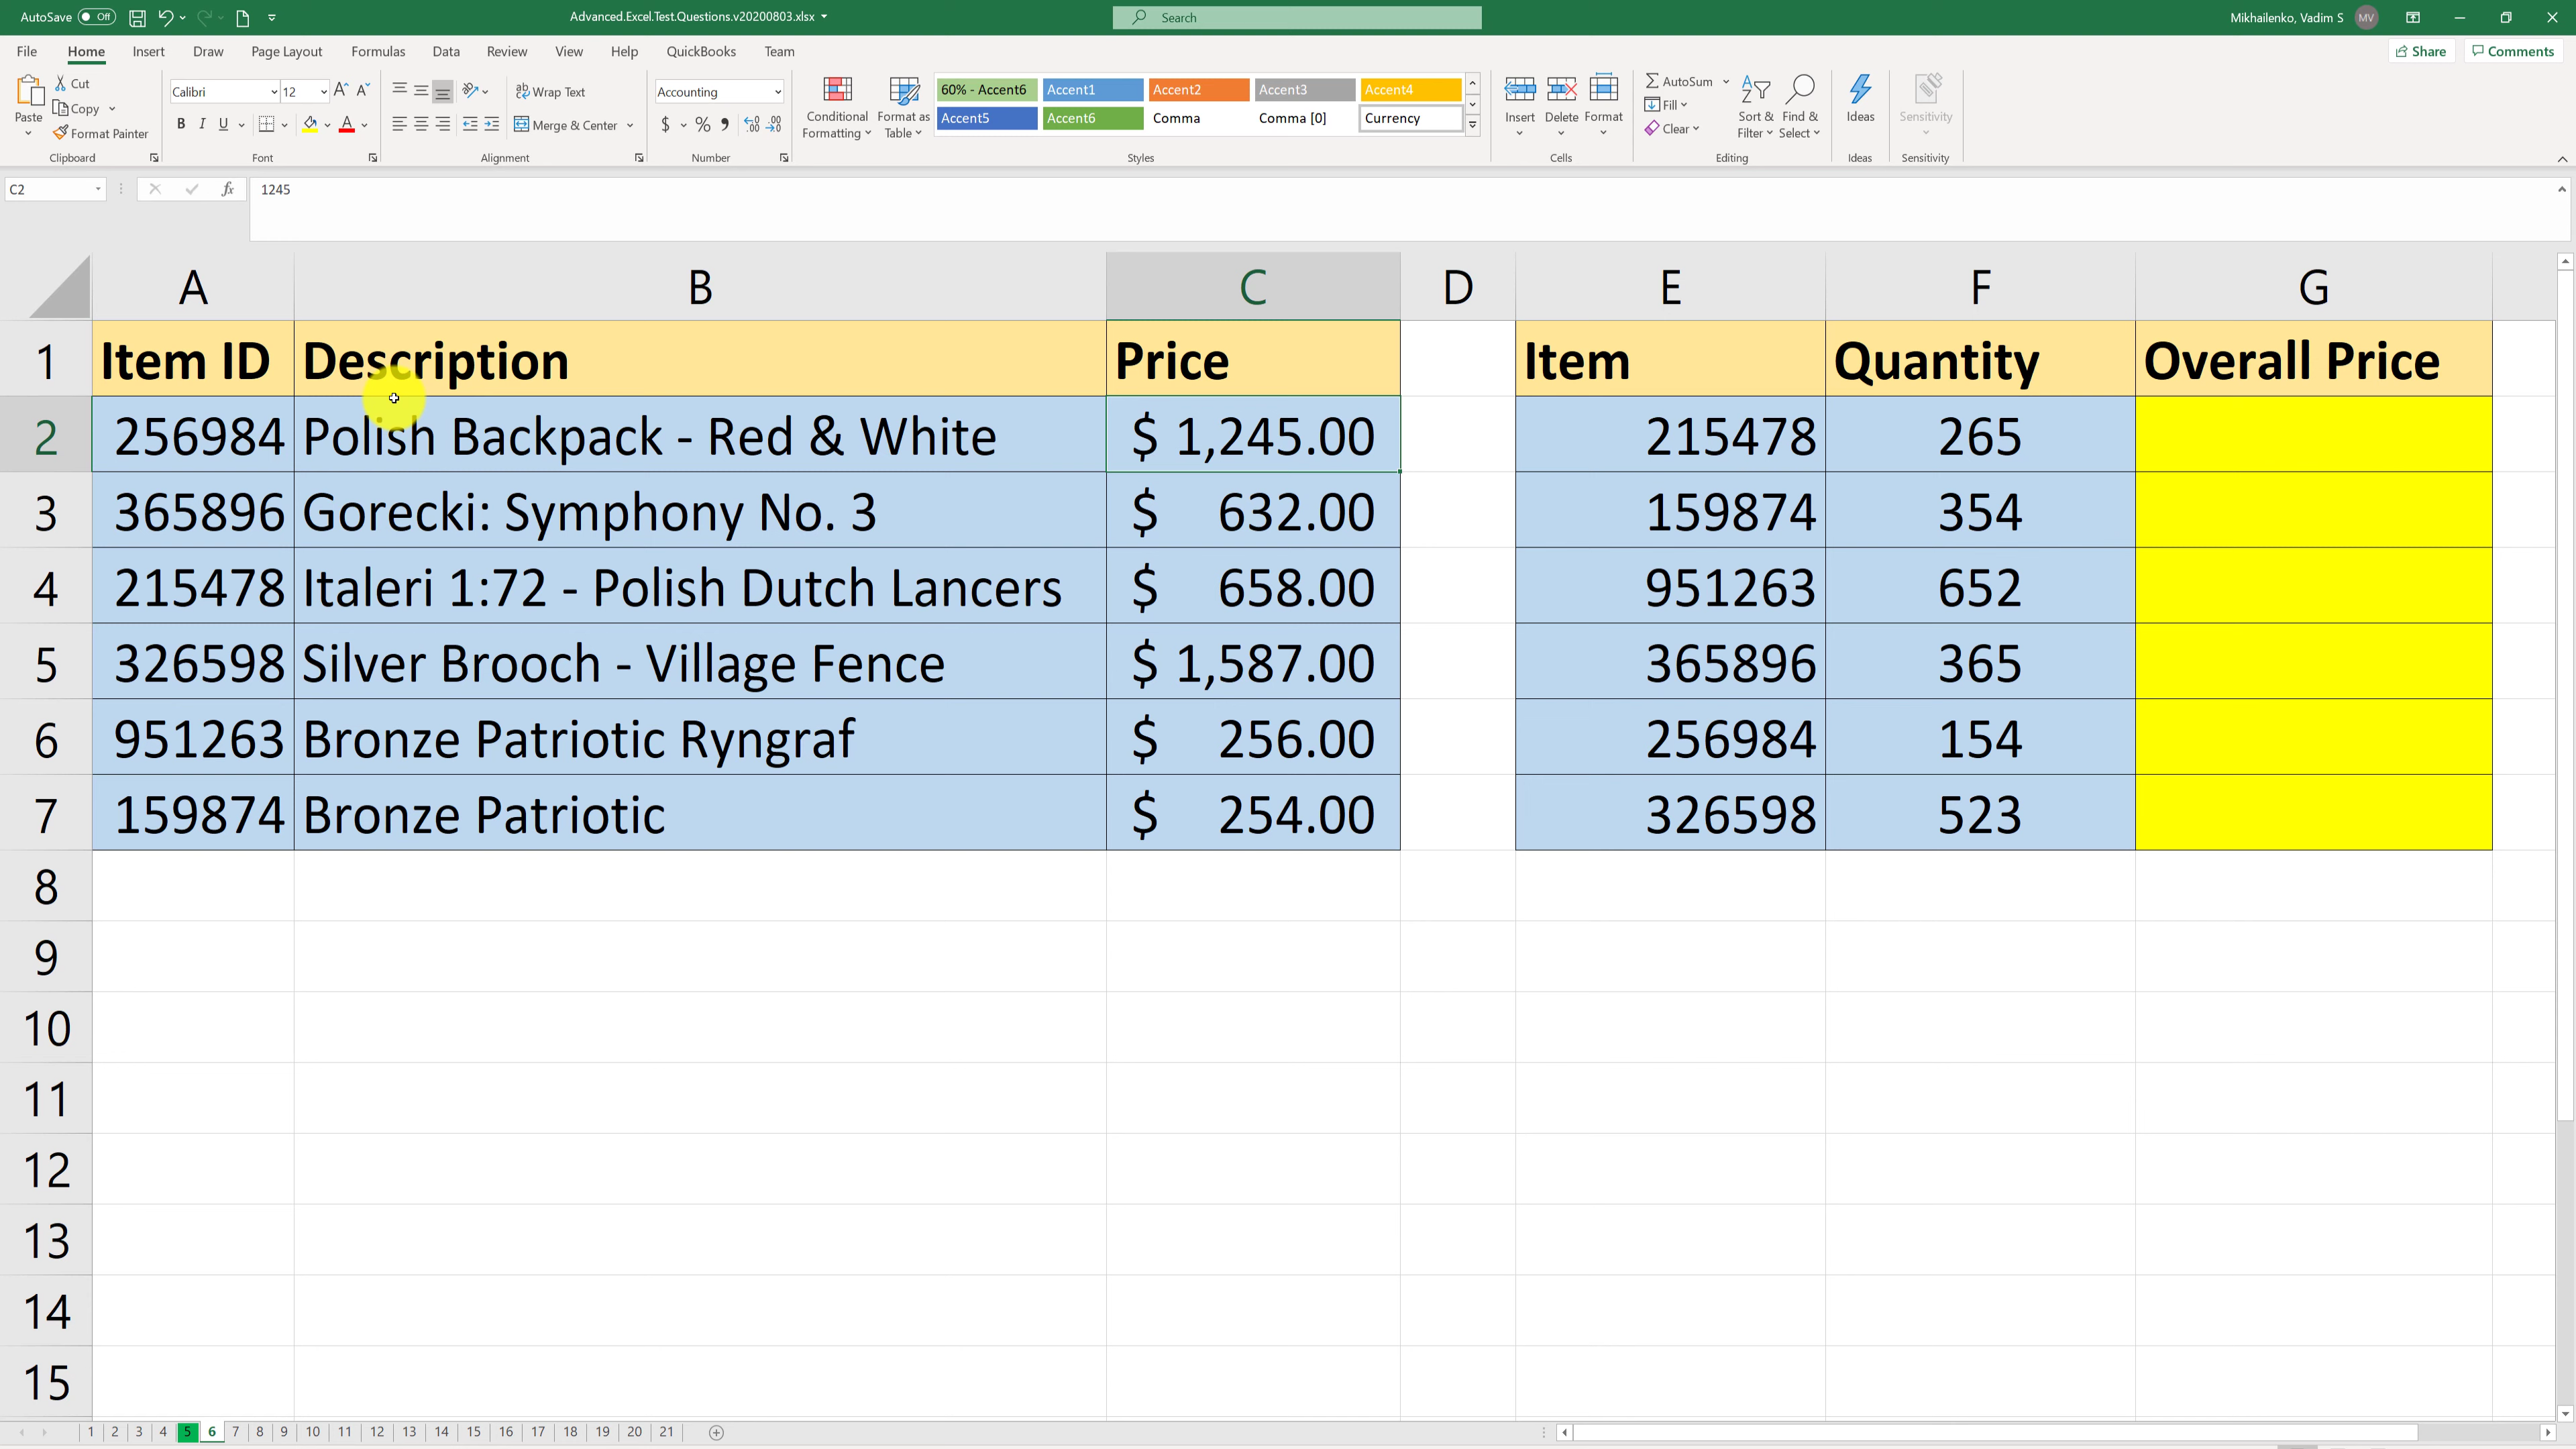 AutoSave Off Advanced.Excel.Test.Questions.v20200803.xlsx Search Mikhailenko, Vadim S MV
File Home Insert Draw Page Layout Formulas Data Review View Help QuickBooks Team Share Comments
Paste Cut Copy Format Painter Clipboard
Calibri 12 A A B I U A Font
ab Wrap Text Merge & Center Alignment
Accounting $ % , .00 .0 Number
Conditional Formatting Format as Table
60% - Accent6 Accent1 Accent2 Accent3 Accent4
Accent5 Accent6 Comma Comma [0] Currency
Styles
Insert Delete Format Cells
AutoSum Fill Clear Sort & Filter Find & Select Editing
Ideas Ideas
Sensitivity Sensitivity
C2 fx 1245
A B C D E F G
1 Item ID Description Price Item Quantity Overall Price
2 256984 Polish Backpack - Red & White $ 1,245.00 215478 265
3 365896 Gorecki: Symphony No. 3 $ 632.00 159874 354
4 215478 Italeri 1:72 - Polish Dutch Lancers $ 658.00 951263 652
5 326598 Silver Brooch - Village Fence $ 1,587.00 365896 365
6 951263 Bronze Patriotic Ryngraf $ 256.00 256984 154
7 159874 Bronze Patriotic $ 254.00 326598 523
8
9
10
11
12
13
14
15
1 2 3 4 5 6 7 8 9 10 11 12 13 14 15 16 17 18 19 20 21